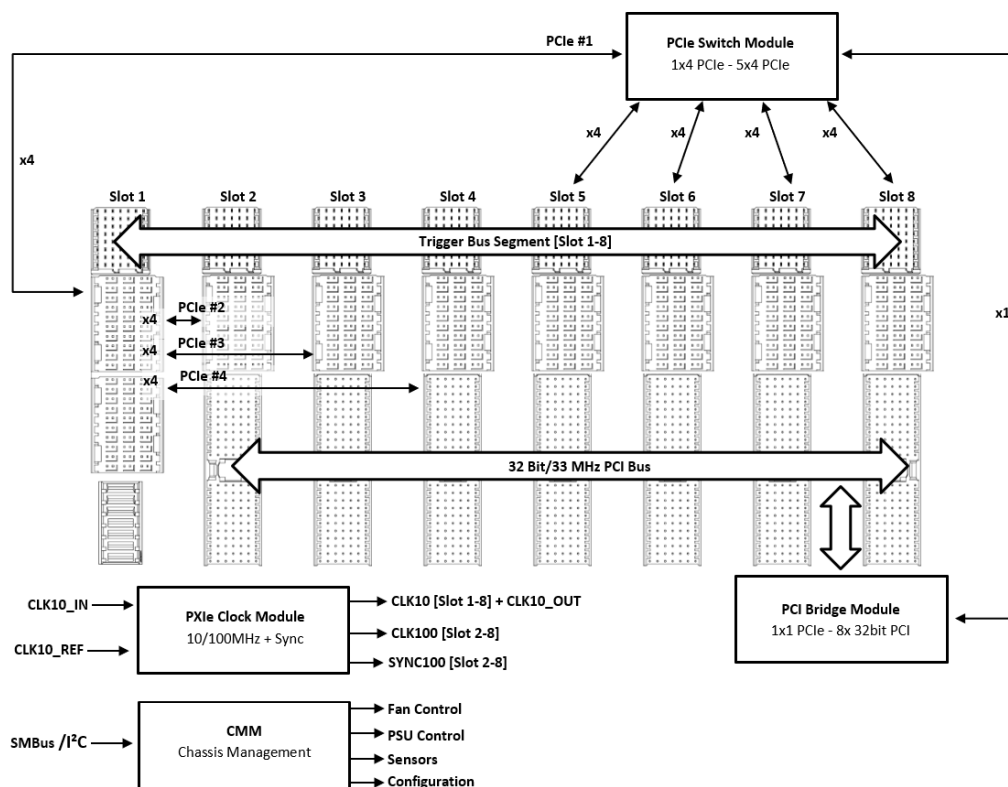 PCIe #1
PCIe Switch Module
1x4 PCIe - 5x4 PCIe
x4
x4
x4
x4
x4
Slot 1
Slot 2
Slot 3
Slot 4
Slot 5
Slot 6
Slot 7
Slot 8
Trigger Bus Segment [Slot 1-8]
x1
x4
PCIe #2
x4
PCIe #3
x4
PCIe #4
32 Bit/33 MHz PCI Bus
CLK10_IN
CLK10_REF
PXIe Clock Module
10/100MHz + Sync
CLK10 [Slot 1-8] + CLK10_OUT
CLK100 [Slot 2-8]
SYNC100 [Slot 2-8]
PCI Bridge Module
1x1 PCIe - 8x 32bit PCI
SMBus /I²C
CMM
Chassis Management
Fan Control
PSU Control
Sensors
Configuration